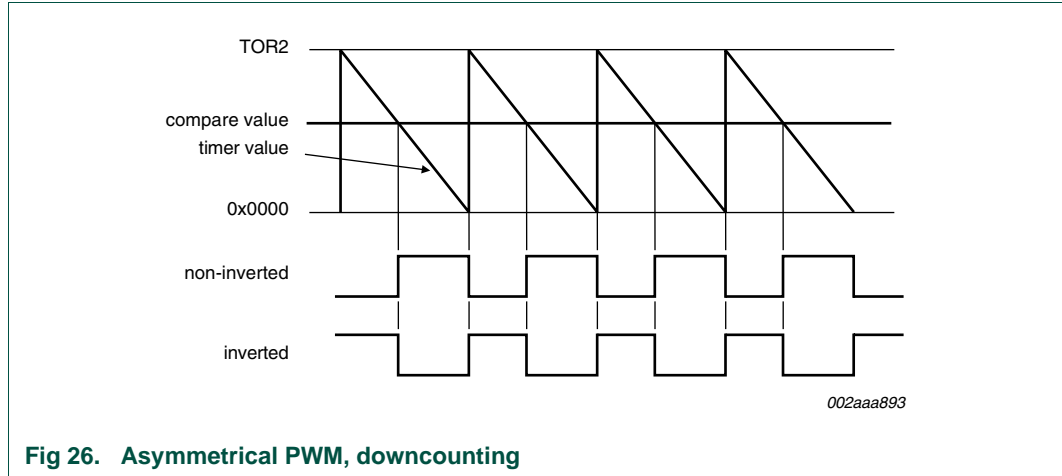 TOR2
compare value
timer value
0x0000
non-inverted
inverted
002aaa893
Fig 26. Asymmetrical PWM, downcounting